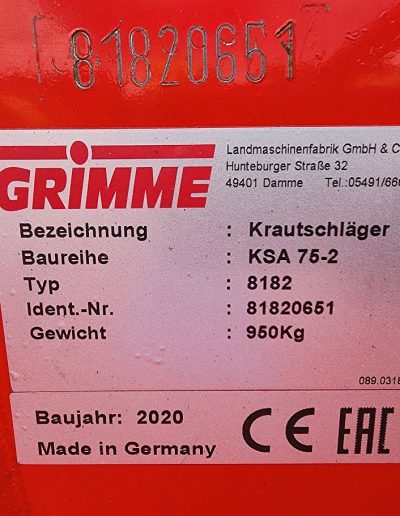 81820651
GRIMME
Landmaschinenfabrik GmbH & C
Hunteburger Straße 32
49401 Damme Tel.:05491/666
Bezeichnung : Krautschläger
Baureihe : KSA 75-2
Typ : 8182
Ident.-Nr. : 81820651
Gewicht : 950Kg
089.0318
Baujahr: 2020
Made in Germany
CE EAC